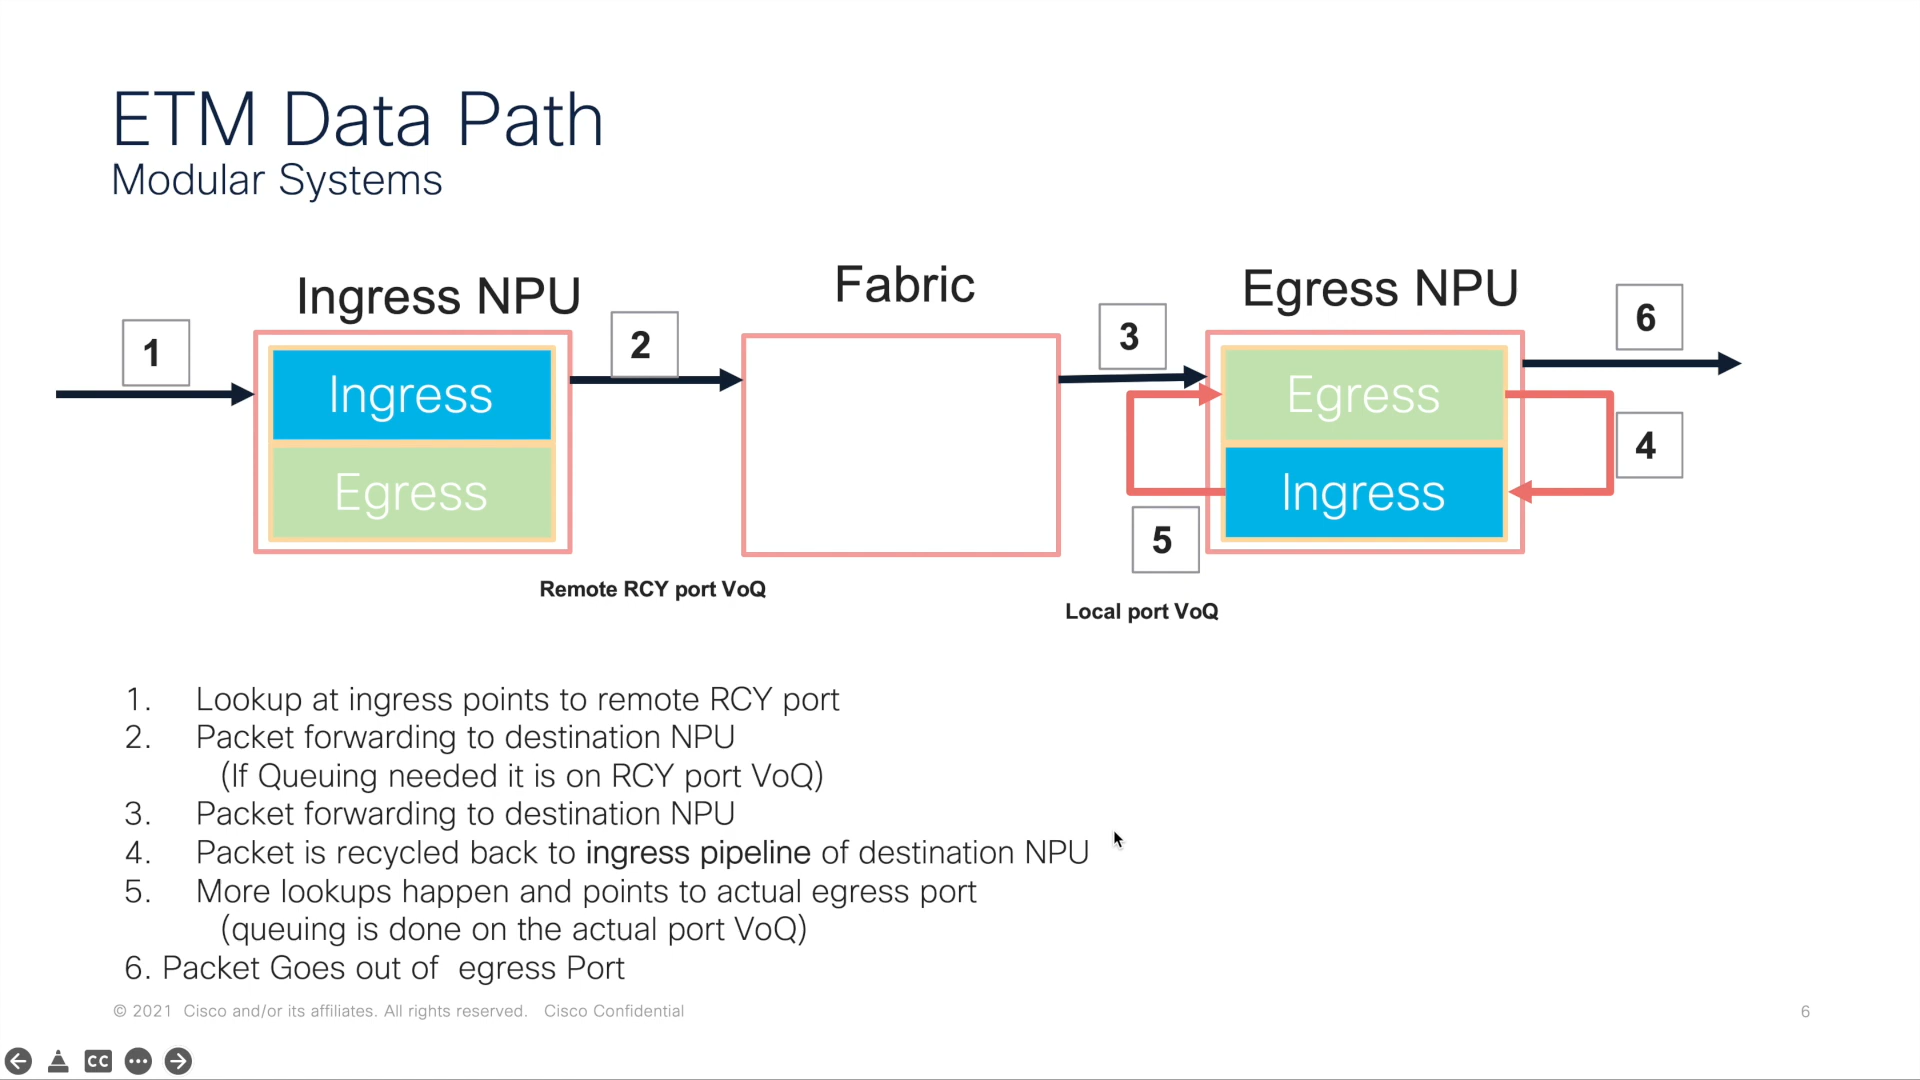 ETM Data Path
Modular Systems
Ingress NPU
Fabric
Egress NPU
1
2
3
6
Ingress
Egress
Egress
Ingress
4
5
Remote RCY port VoQ
Local port VoQ
1. Lookup at ingress points to remote RCY port
2. Packet forwarding to destination NPU
(If Queuing needed it is on RCY port VoQ)
3. Packet forwarding to destination NPU
4. Packet is recycled back to ingress pipeline of destination NPU
5. More lookups happen and points to actual egress port
(queuing is done on the actual port VoQ)
6. Packet Goes out of egress Port
© 2021 Cisco and/or its affiliates. All rights reserved. Cisco Confidential
6
CC